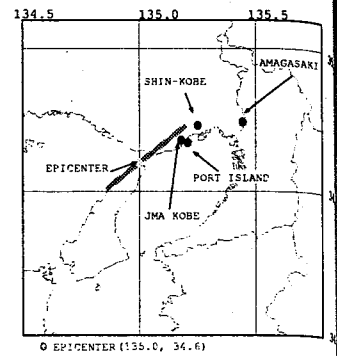 134.5 135.0 135.5
AMAGASAKI
SHIN-KOBE
EPICENTER
PORT ISLAND
JMA KOBE
EPICENTER (135.0, 34.6)